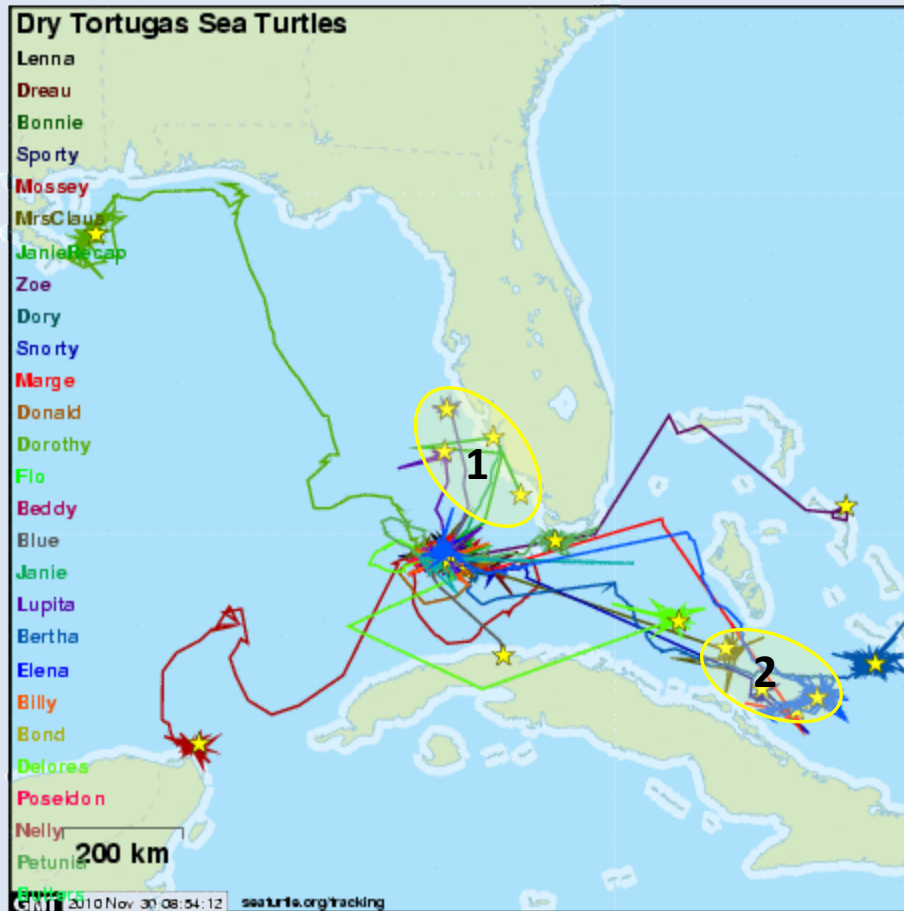 Dry Tortugas Sea Turtles
Lenna
Dreau
Bonnie
Sporty
Mossey
MrsClaus
JanieRecap
Zoe
Dory
Snorty
Marge
Donald
Dorothy
Flo
Beddy
Blue
Janie
Lupita
Bertha
Elena
Billy
Bond
Delores
Poseidon
Nelly
Petunia
Butters
1
2
200 km
GMT 2010 Nov 30 08:54:12 seaturtle.org/tracking